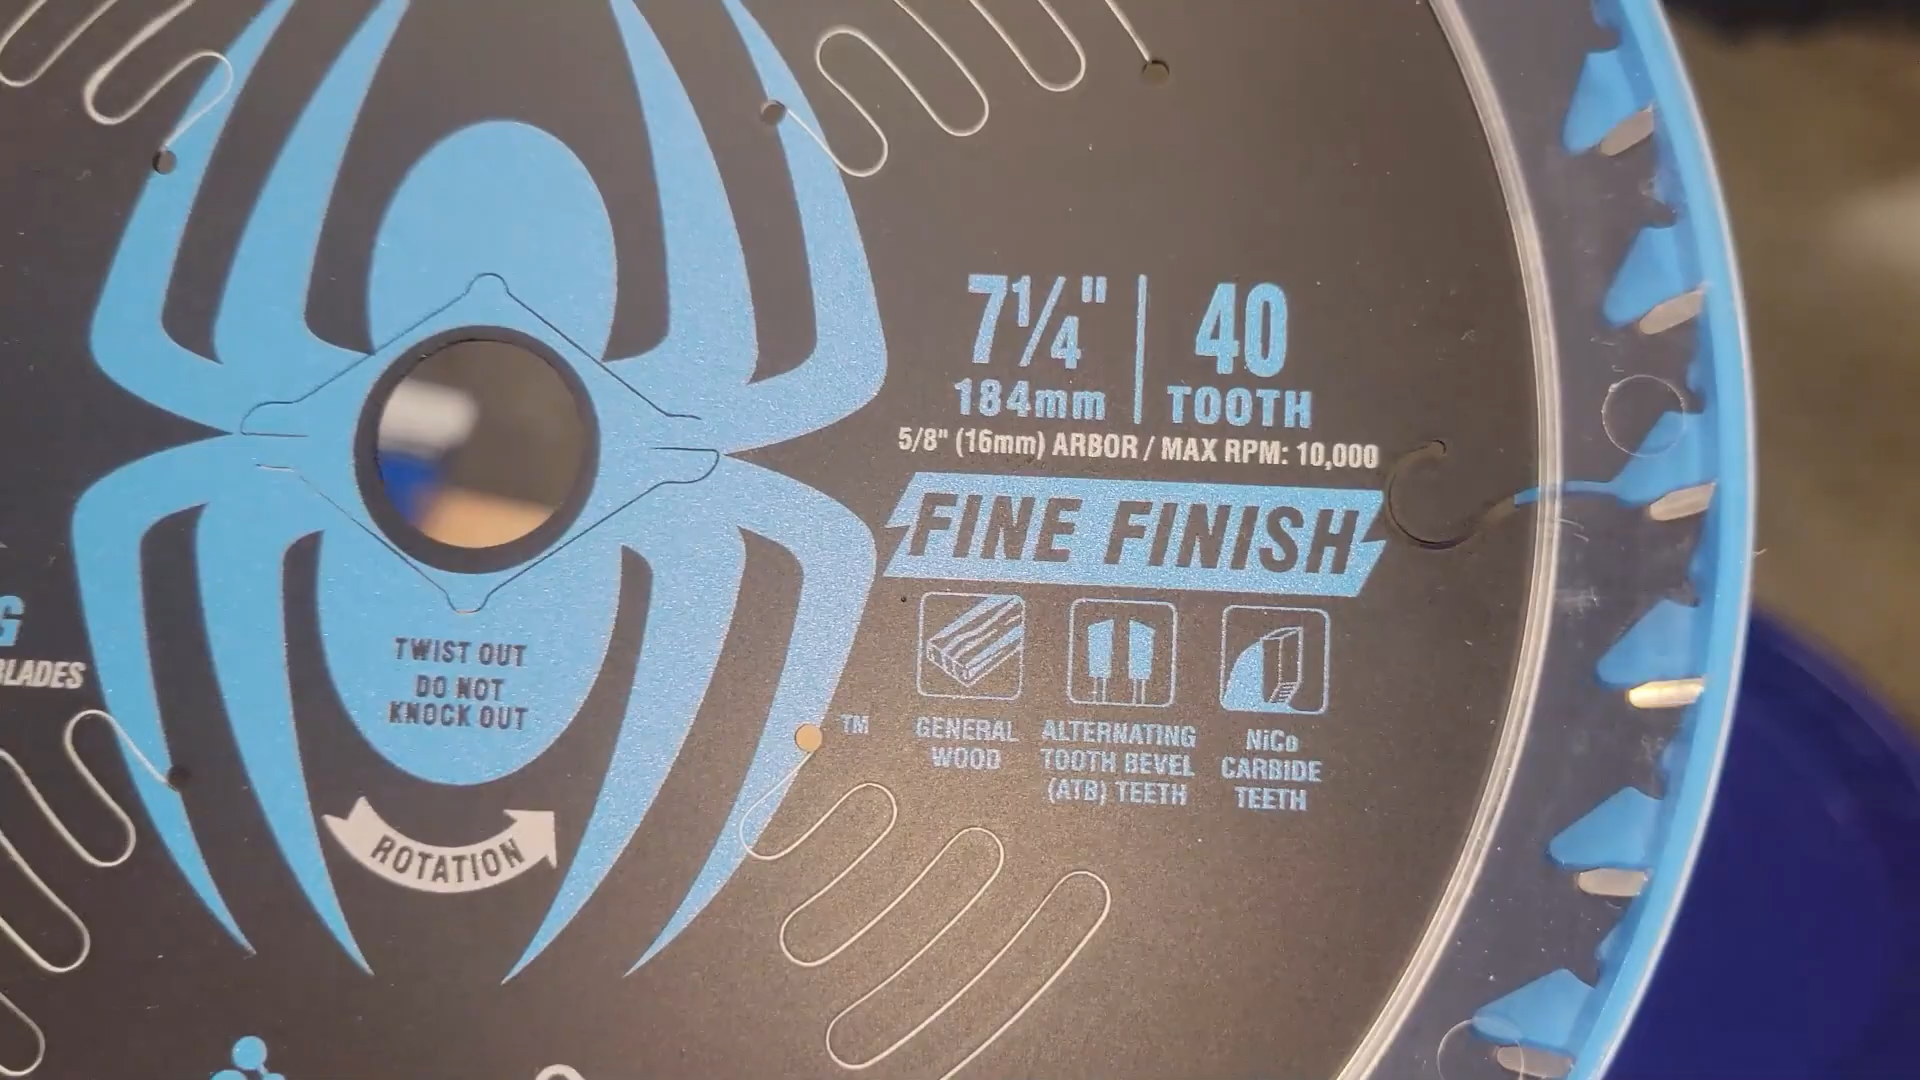 7¼" | 40
184mm TOOTH
5/8" (16mm) ARBOR / MAX RPM: 10,000
FINE FINISH
GENERAL WOOD
ALTERNATING TOOTH BEVEL (ATB) TEETH
NiCo CARBIDE TEETH
TM
TWIST OUT
DO NOT
KNOCK OUT
ROTATION
BLADES